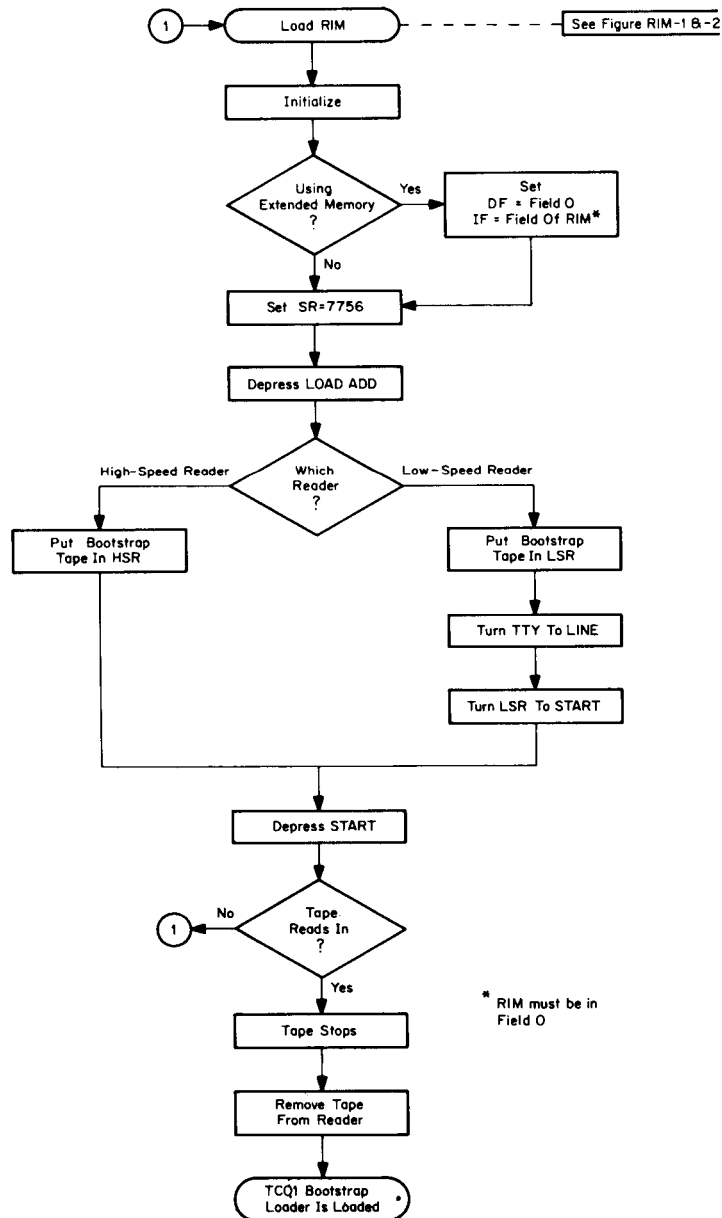 1
Load RIM
See Figure RIM-1 & -2
Initialize
Using
Extended Memory
?
Yes
Set
DF = Field 0
IF = Field Of RIM*
No
Set SR=7756
Depress LOAD ADD
High-Speed Reader
Which
Reader
?
Low-Speed Reader
Put Bootstrap
Tape In HSR
Put Bootstrap
Tape In LSR
Turn TTY To LINE
Turn LSR To START
Depress START
1
No
Tape
Reads In
?
Yes
* RIM must be in
Field 0
Tape Stops
Remove Tape
From Reader
TCQ1 Bootstrap
Loader Is Loaded